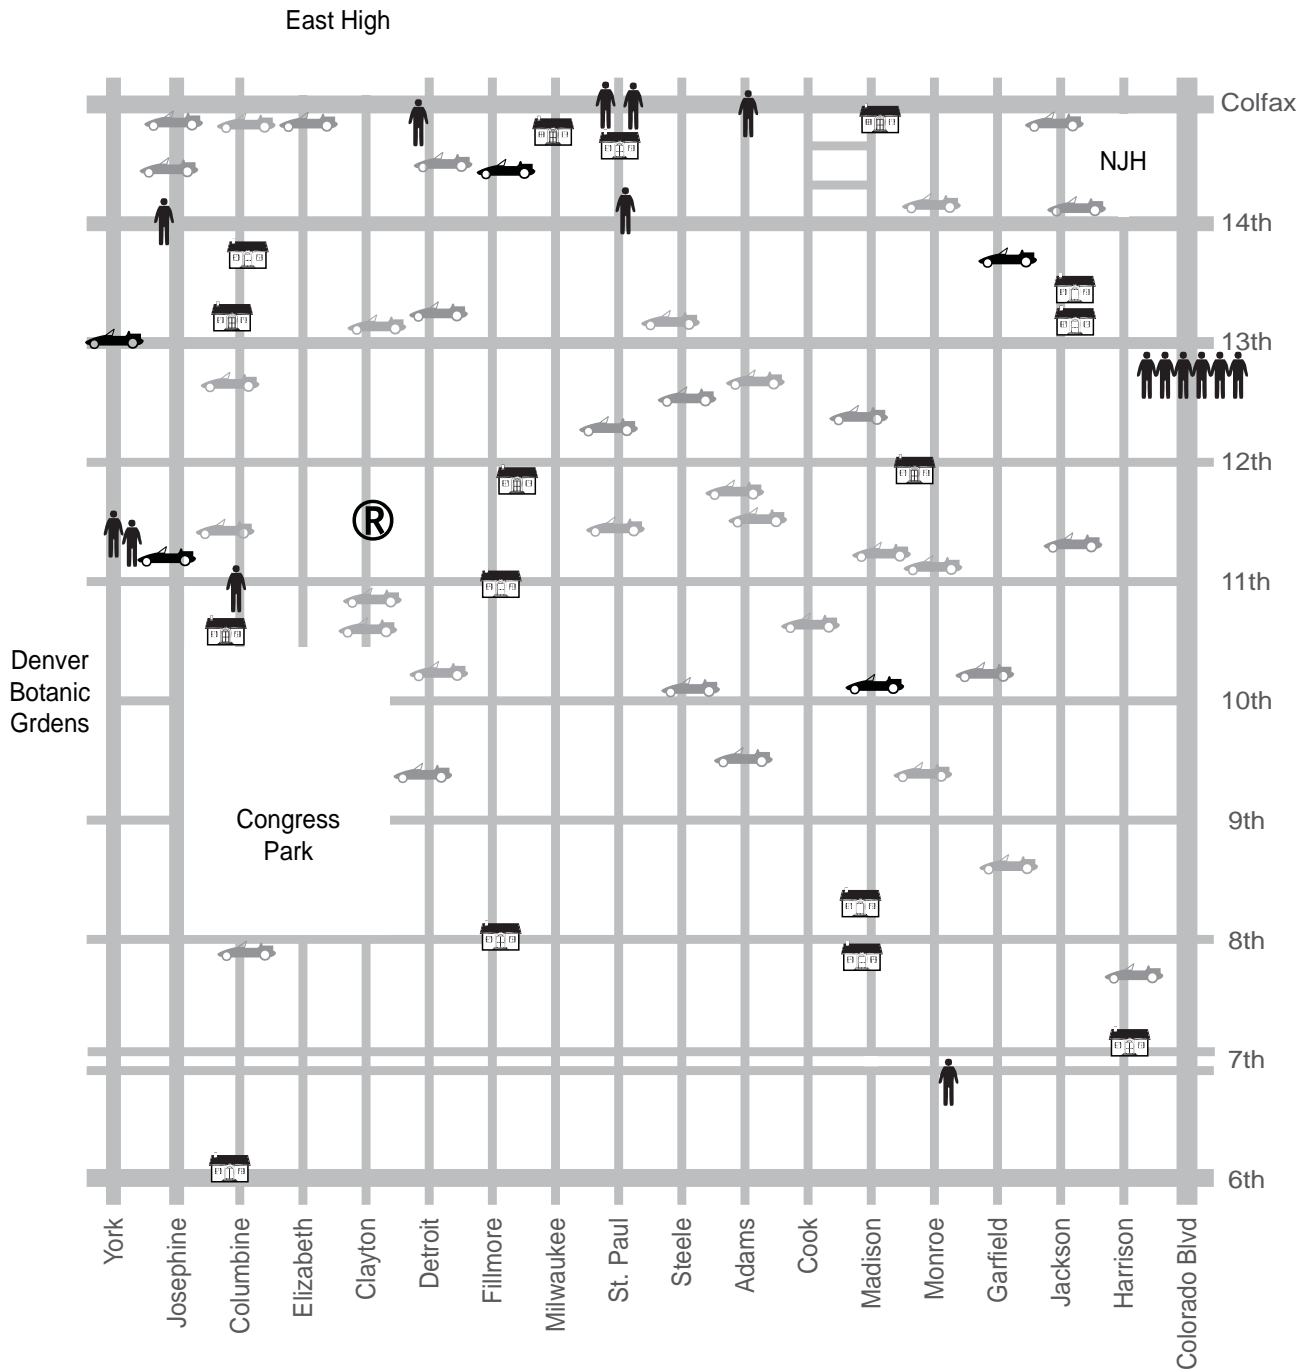 East High
Colfax
NJH
14th
13th
12th
®
11th
Denver
Botanic
Grdens
10th
Congress
Park
9th
8th
7th
6th
York
Josephine
Columbine
Elizabeth
Clayton
Detroit
Fillmore
Milwaukee
St. Paul
Steele
Adams
Cook
Madison
Monroe
Garfield
Jackson
Harrison
Colorado Blvd